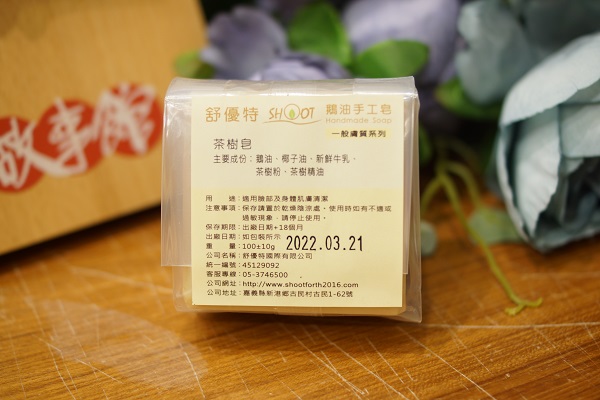 故事館
舒優特 SHOOT 鵝油手工皂
Handmade Soap
一般膚質系列
茶樹皂
主要成份：鵝油、椰子油、新鮮牛乳、
茶樹粉、茶樹精油
用　　途：適用臉部及身體肌膚清潔
注意事項：保存請置於乾燥陰涼處，使用時如有不適或
過敏現象，請停止使用。
保存期限：出廠日期+18個月
出廠日期：如包裝所示
重　　量：100±10g
2022.03.21
公司名稱：舒優特國際有限公司
統一編號：45129092
客服專線：05-3746500
公司網站：http://www.shootforth2016.com
公司地址：嘉義縣新港鄉古民村古民1-62號